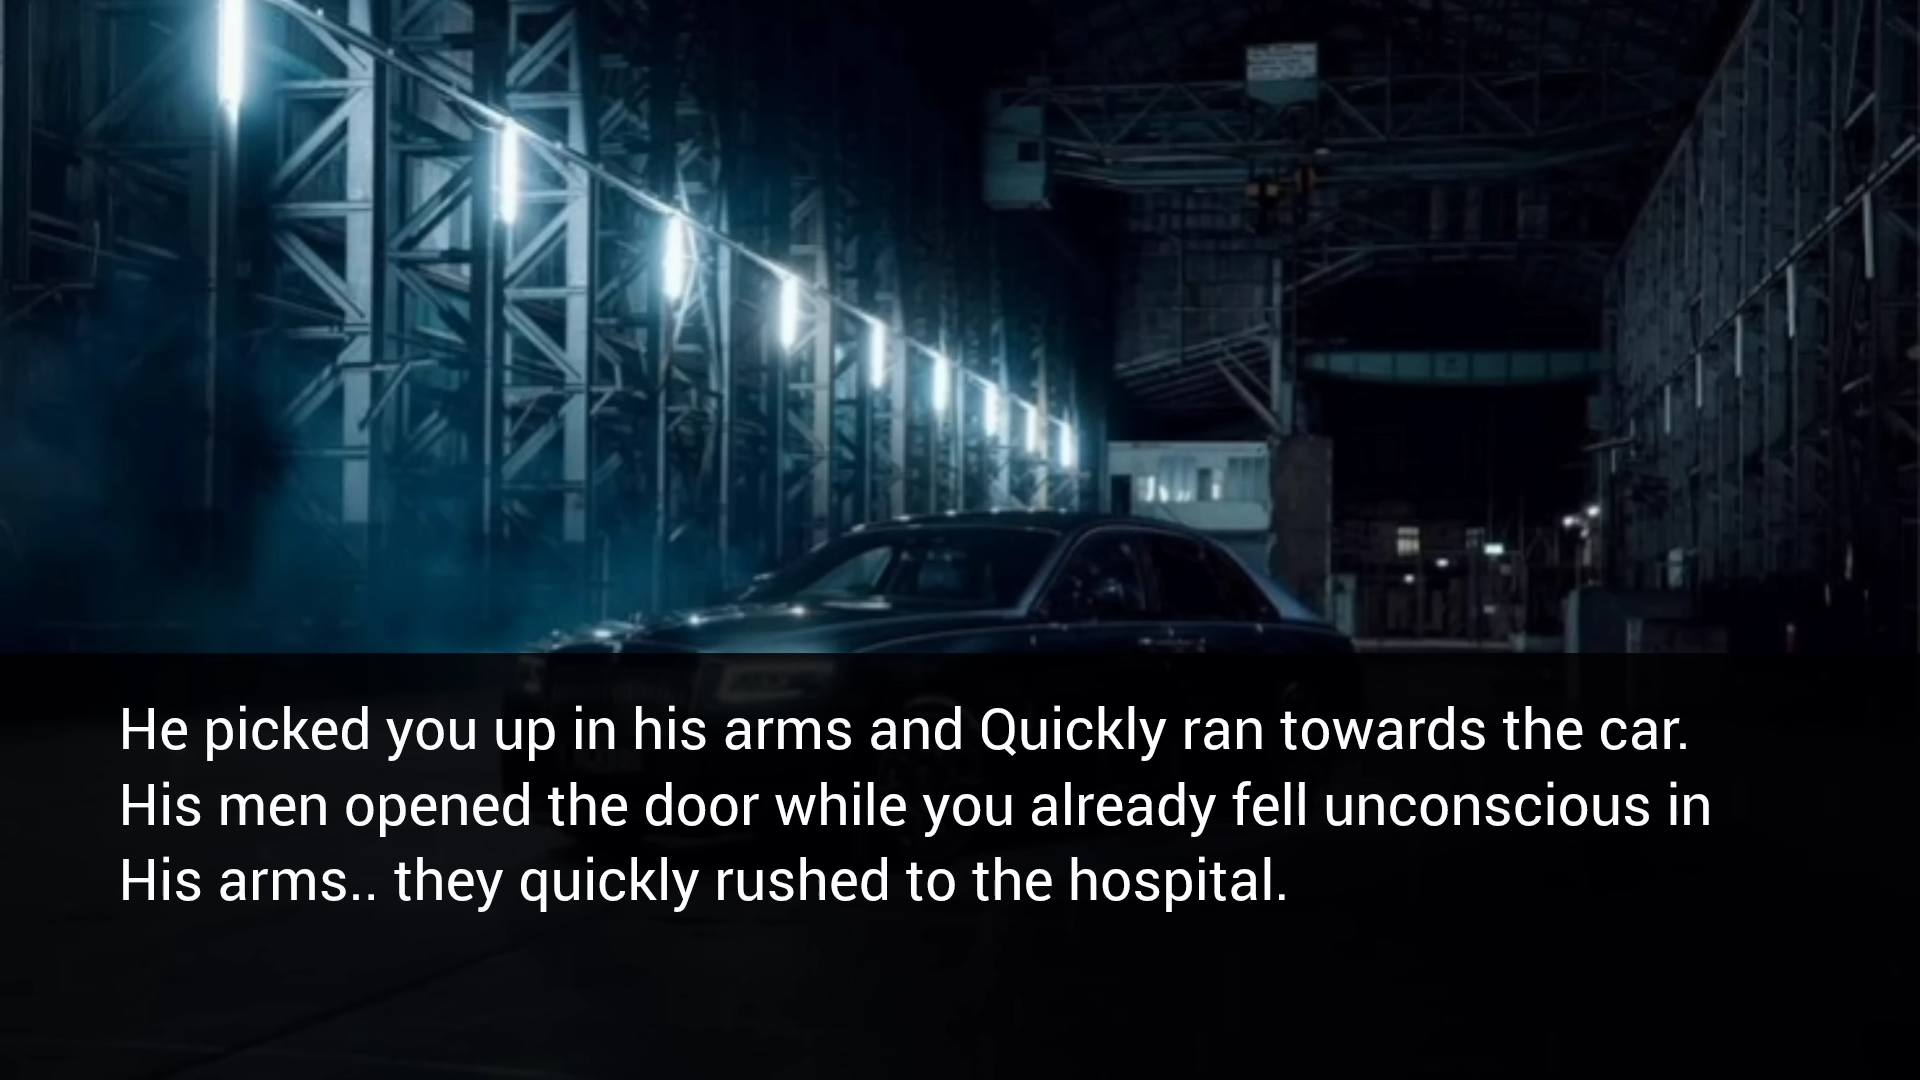 He picked you up in his arms and Quickly ran towards the car.
His men opened the door while you already fell unconscious in
His arms.. they quickly rushed to the hospital.